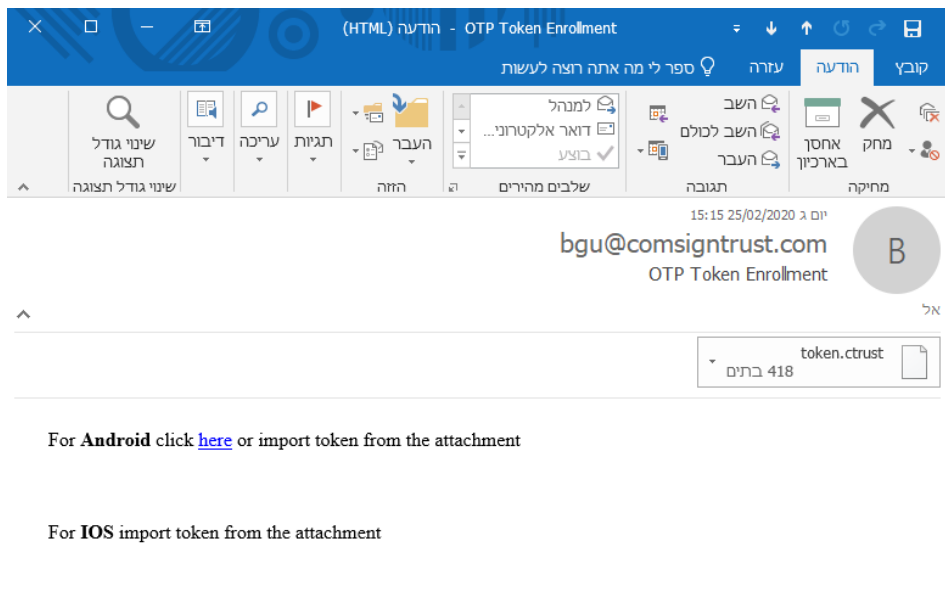 OTP Token Enrollment - הודעה (HTML)
קובץ הודעה עזרה ספר לי מה אתה רוצה לעשות
מחק
אחסן בארכיון
מחיקה
השב
השב לכולם
העבר
תגובה
למנהל
דואר אלקטרוני...
בוצע
שלבים מהירים
העבר
הזזה
תגיות
עריכה
דיבור
שינוי גודל
תצוגה
שינוי גודל תצוגה
יום ג 25/02/2020 15:15
B
bgu@comsigntrust.com
OTP Token Enrollment
אל
token.ctrust
418 בתים
For Android click here or import token from the attachment
For IOS import token from the attachment